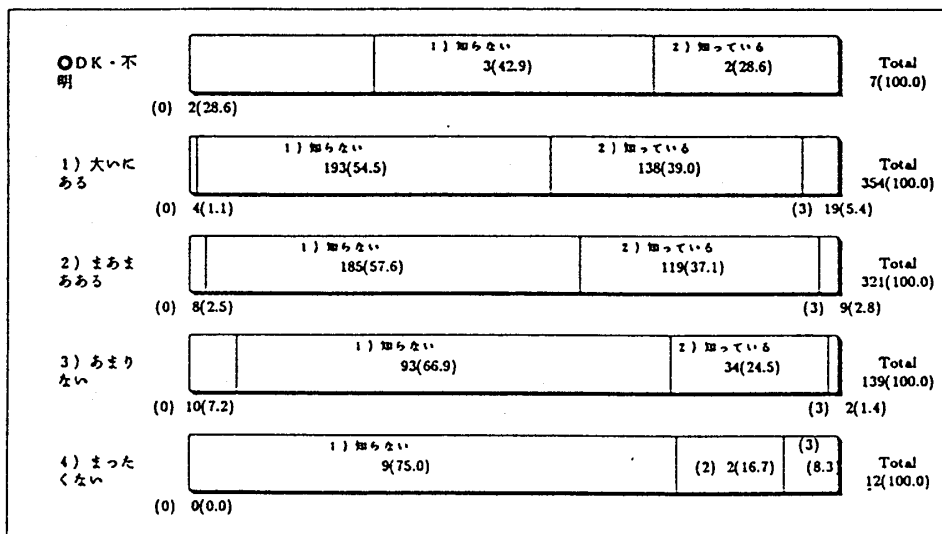 ○DK・不
明
1) 知らない
3(42.9)
2) 知っている
2(28.6)
Total
7(100.0)
(0) 2(28.6)
1) 大いに
ある
1) 知らない
193(54.5)
2) 知っている
138(39.0)
Total
354(100.0)
(0) 4(1.1)
(3) 19(5.4)
2) まあま
あある
1) 知らない
185(57.6)
2) 知っている
119(37.1)
Total
321(100.0)
(0) 8(2.5)
(3) 9(2.8)
3) あまり
ない
1) 知らない
93(66.9)
2) 知っている
34(24.5)
Total
139(100.0)
(0) 10(7.2)
(3) 2(1.4)
4) まった
くない
1) 知らない
9(75.0)
(2) 2(16.7)
(3)
(8.3
Total
12(100.0)
(0) 0(0.0)